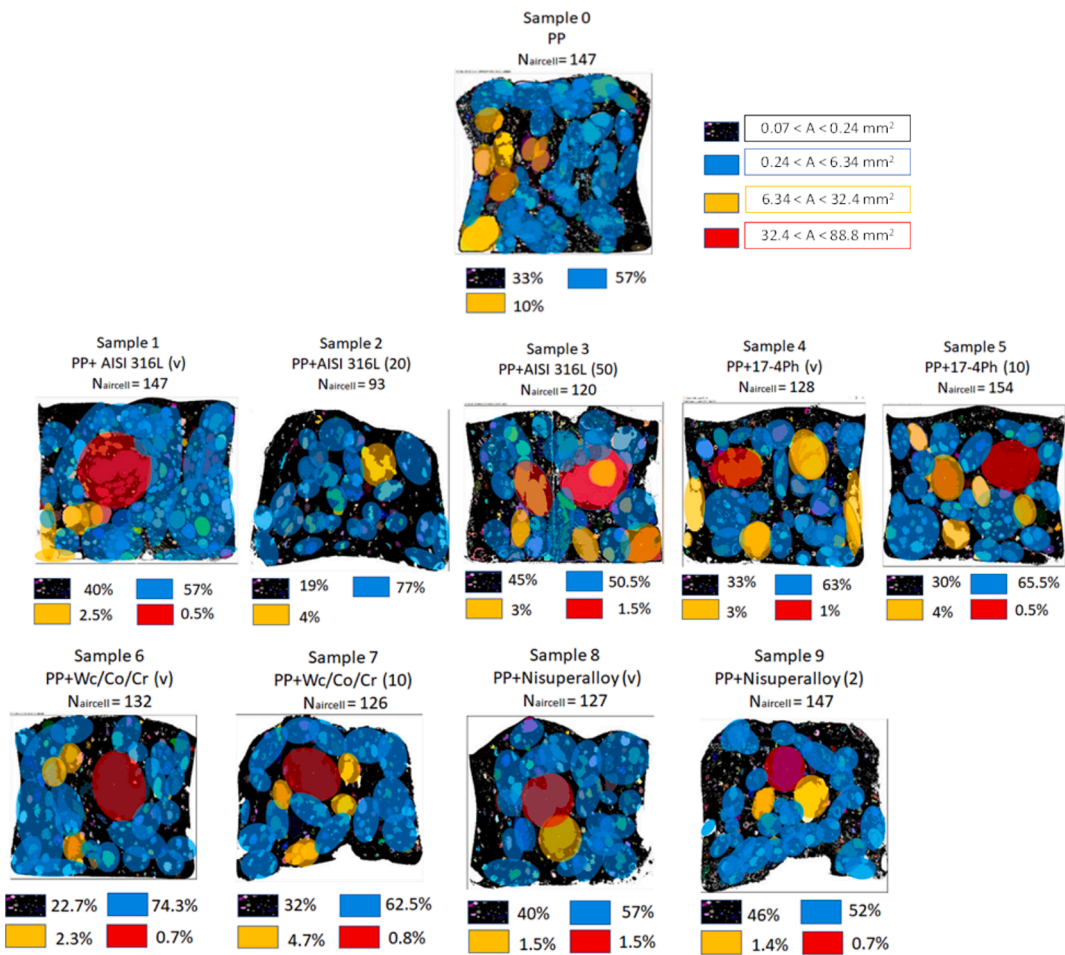 Sample 0
PP
Naircell= 147
0.07 < A < 0.24 mm²
0.24 < A < 6.34 mm²
6.34 < A < 32.4 mm²
32.4 < A < 88.8 mm²
33% 57%
10%
Sample 1
PP+ AISI 316L (v)
Naircell = 147
Sample 2
PP+AISI 316L (20)
Naircell = 93
Sample 3
PP+AISI 316L (50)
Naircell = 120
Sample 4
PP+17-4Ph (v)
Naircell = 128
Sample 5
PP+17-4Ph (10)
Naircell = 154
40% 57%
2.5% 0.5%
19% 77%
4%
45% 50.5%
3% 1.5%
33% 63%
3% 1%
30% 65.5%
4% 0.5%
Sample 6
PP+Wc/Co/Cr (v)
Naircell = 132
Sample 7
PP+Wc/Co/Cr (10)
Naircell = 126
Sample 8
PP+Nisuperalloy (v)
Naircell = 127
Sample 9
PP+Nisuperalloy (2)
Naircell = 147
22.7% 74.3%
2.3% 0.7%
32% 62.5%
4.7% 0.8%
40% 57%
1.5% 1.5%
46% 52%
1.4% 0.7%